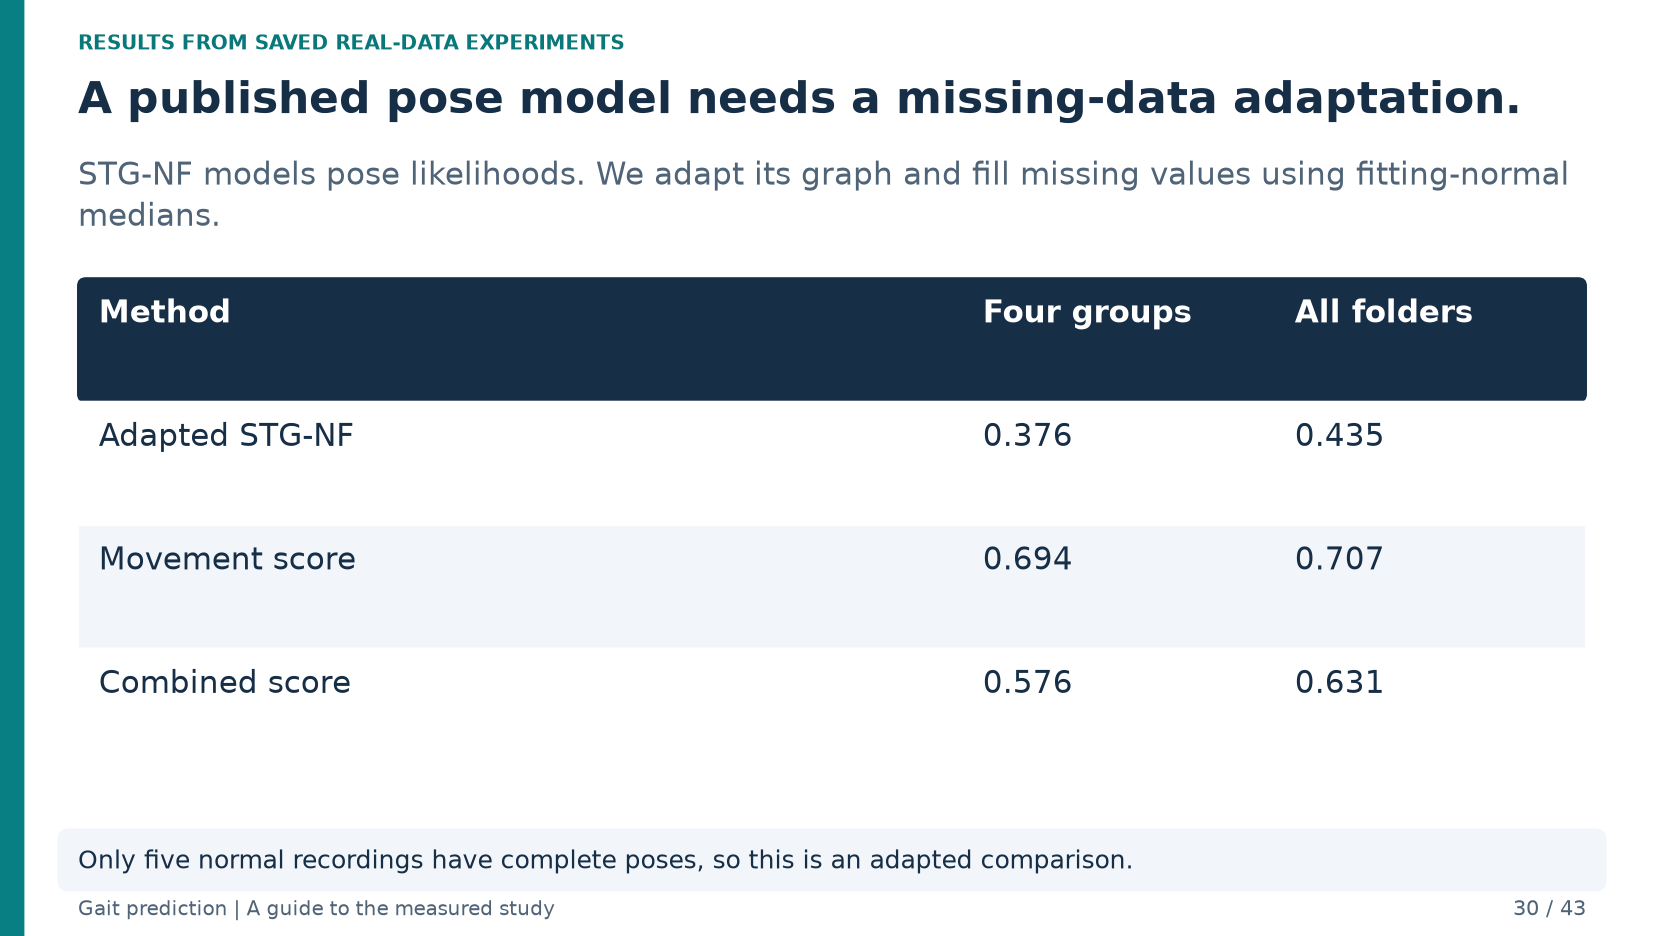 RESULTS FROM SAVED REAL-DATA EXPERIMENTS
A published pose model needs a missing-data adaptation.
STG-NF models pose likelihoods. We adapt its graph and fill missing values using fitting-normal
medians.
Method Four groups All folders
Adapted STG-NF 0.376 0.435
Movement score 0.694 0.707
Combined score 0.576 0.631
Only five normal recordings have complete poses, so this is an adapted comparison.
Gait prediction | A guide to the measured study 30 / 43